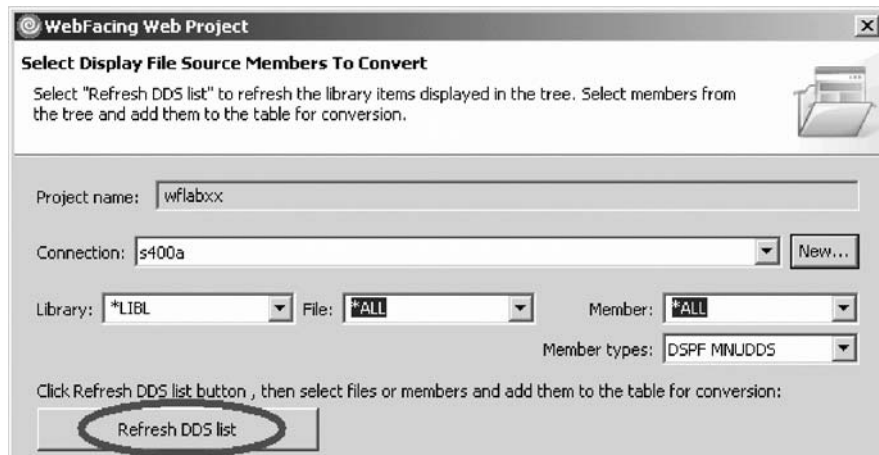 WebFacing Web Project
Select Display File Source Members To Convert
Select "Refresh DDS list" to refresh the library items displayed in the tree. Select members from
the tree and add them to the table for conversion.
Project name: wflabxx
Connection: s400a New...
Library: *LIBL File: *ALL Member: *ALL
Member types: DSPF MNUDDS
Click Refresh DDS list button , then select files or members and add them to the table for conversion:
Refresh DDS list